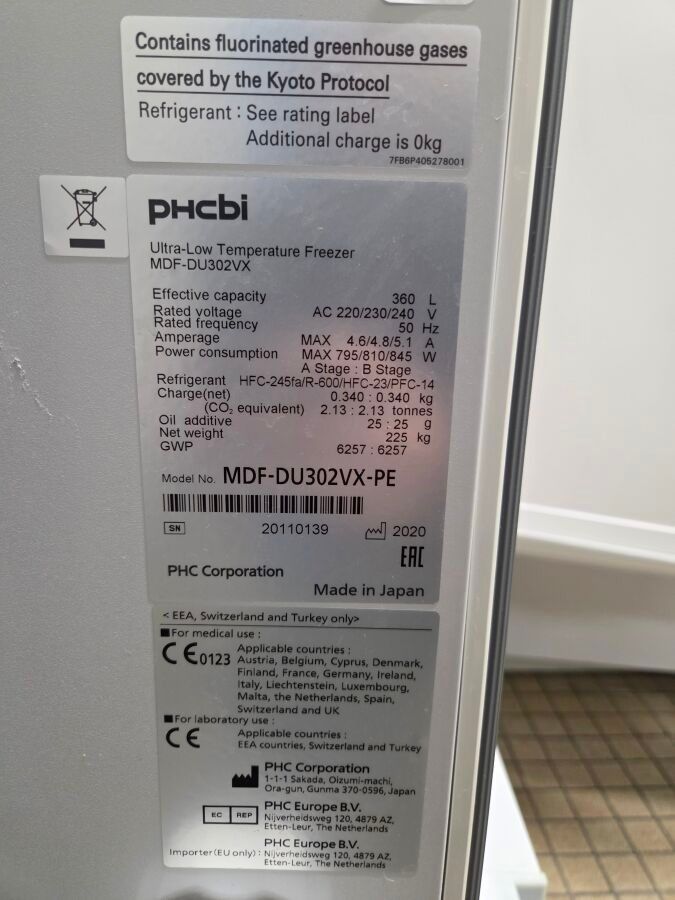 Contains fluorinated greenhouse gases
covered by the Kyoto Protocol
Refrigerant : See rating label
Additional charge is 0kg
7FB6P405278001
PHCbi
Ultra-Low Temperature Freezer
MDF-DU302VX
Effective capacity 360 L
Rated voltage AC 220/230/240 V
Rated frequency 50 Hz
Amperage MAX 4.6/4.8/5.1 A
Power consumption MAX 795/810/845 W
A Stage : B Stage
Refrigerant HFC-245fa/R-600/HFC-23/PFC-14
Charge(net) 0.340 : 0.340 kg
(CO₂ equivalent) 2.13 : 2.13 tonnes
Oil additive 25 : 25 g
Net weight 225 kg
GWP 6257 : 6257
Model No. MDF-DU302VX-PE
SN 20110139 2020
EAC
PHC Corporation
Made in Japan
< EEA, Switzerland and Turkey only>
■For medical use :
CE0123 Applicable countries :
Austria, Belgium, Cyprus, Denmark,
Finland, France, Germany, Ireland,
Italy, Liechtenstein, Luxembourg,
Malta, the Netherlands, Spain,
Switzerland and UK
■For laboratory use :
CE Applicable countries :
EEA countries, Switzerland and Turkey
PHC Corporation
1-1-1 Sakada, Oizumi-machi,
Ora-gun, Gunma 370-0596, Japan
EC REP PHC Europe B.V.
Nijverheidsweg 120, 4879 AZ,
Etten-Leur, The Netherlands
PHC Europe B.V.
Importer (EU only) : Nijverheidsweg 120, 4879 AZ,
Etten-Leur, The Netherlands